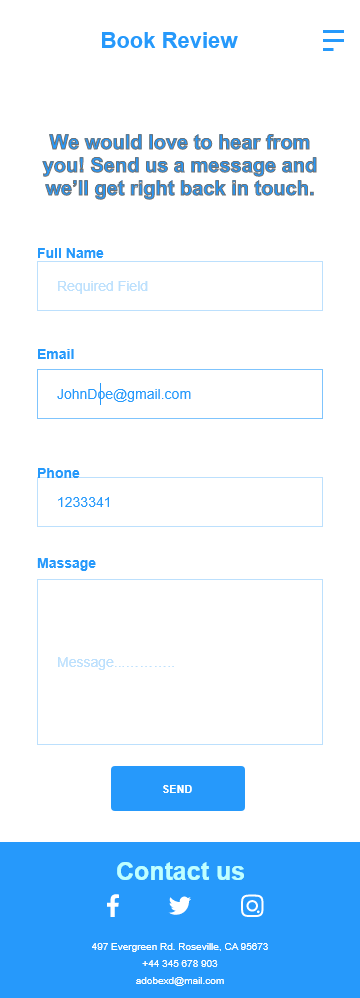 Book Review
We would love to hear from
you! Send us a message and
we’ll get right back in touch.
Full Name
Required Field
Email
JohnDoe@gmail.com
Phone
1233341
Massage
Message..............
SEND
Contact us
497 Evergreen Rd. Roseville, CA 95673
+44 345 678 903
adobexd@mail.com